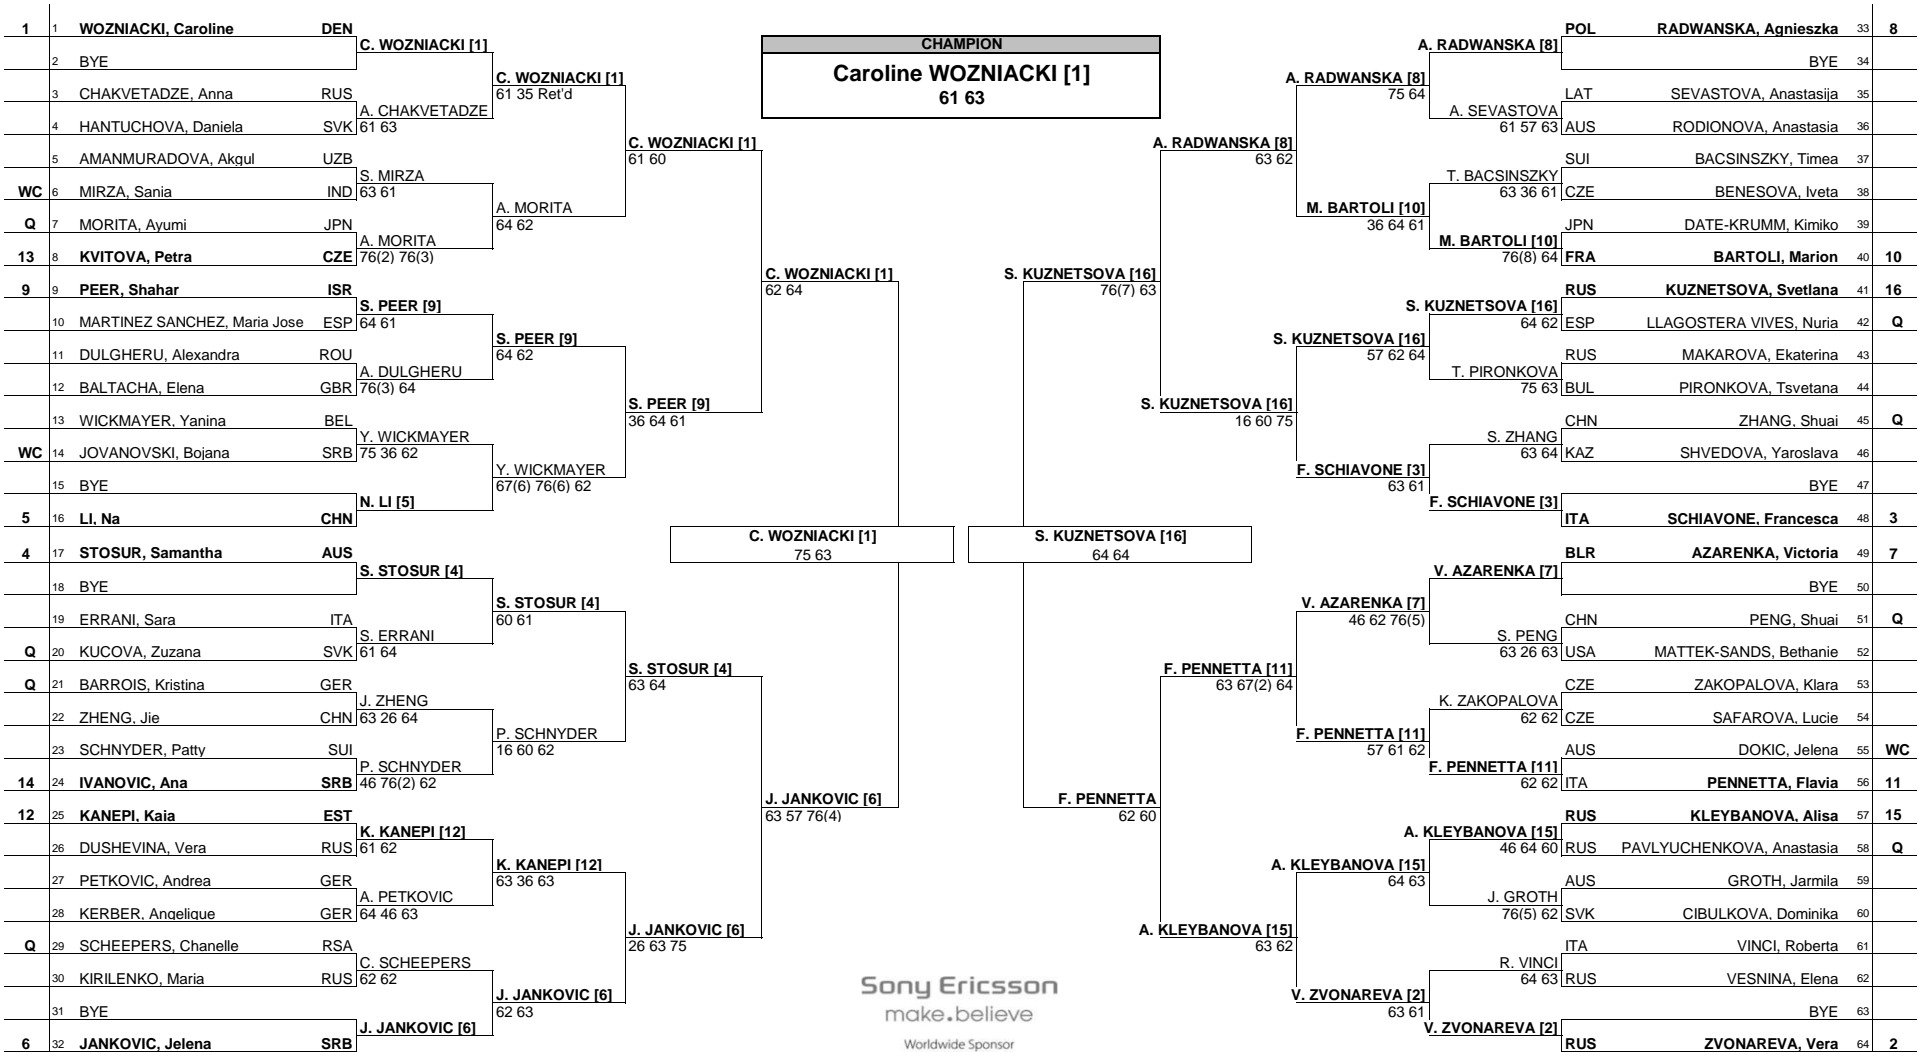 CHAMPION
Caroline WOZNIACKI [1]
61 63
1 1 WOZNIACKI, Caroline DEN
2 BYE
3 CHAKVETADZE, Anna RUS
4 HANTUCHOVA, Daniela SVK
5 AMANMURADOVA, Akgul UZB
WC 6 MIRZA, Sania IND
Q 7 MORITA, Ayumi JPN
13 8 KVITOVA, Petra CZE
9 9 PEER, Shahar ISR
10 MARTINEZ SANCHEZ, Maria Jose ESP
11 DULGHERU, Alexandra ROU
12 BALTACHA, Elena GBR
13 WICKMAYER, Yanina BEL
WC 14 JOVANOVSKI, Bojana SRB
15 BYE
5 16 LI, Na CHN
4 17 STOSUR, Samantha AUS
18 BYE
19 ERRANI, Sara ITA
Q 20 KUCOVA, Zuzana SVK
Q 21 BARROIS, Kristina GER
22 ZHENG, Jie CHN
23 SCHNYDER, Patty SUI
14 24 IVANOVIC, Ana SRB
12 25 KANEPI, Kaia EST
26 DUSHEVINA, Vera RUS
27 PETKOVIC, Andrea GER
28 KERBER, Angelique GER
Q 29 SCHEEPERS, Chanelle RSA
30 KIRILENKO, Maria RUS
31 BYE
6 32 JANKOVIC, Jelena SRB
C. WOZNIACKI [1]
A. CHAKVETADZE
61 63
S. MIRZA
63 61
A. MORITA
76(2) 76(3)
S. PEER [9]
64 61
A. DULGHERU
76(3) 64
Y. WICKMAYER
75 36 62
N. LI [5]
S. STOSUR [4]
S. ERRANI
61 64
J. ZHENG
63 26 64
P. SCHNYDER
46 76(2) 62
K. KANEPI [12]
61 62
A. PETKOVIC
64 46 63
C. SCHEEPERS
62 62
J. JANKOVIC [6]
C. WOZNIACKI [1]
61 35 Ret'd
A. MORITA
64 62
S. PEER [9]
64 62
Y. WICKMAYER
67(6) 76(6) 62
S. STOSUR [4]
60 61
P. SCHNYDER
16 60 62
K. KANEPI [12]
63 36 63
J. JANKOVIC [6]
62 63
C. WOZNIACKI [1]
61 60
S. PEER [9]
36 64 61
S. STOSUR [4]
63 64
J. JANKOVIC [6]
26 63 75
C. WOZNIACKI [1]
62 64
J. JANKOVIC [6]
63 57 76(4)
C. WOZNIACKI [1]
75 63
S. KUZNETSOVA [16]
64 64
S. KUZNETSOVA [16]
76(7) 63
F. PENNETTA
62 60
A. RADWANSKA [8]
63 62
S. KUZNETSOVA [16]
16 60 75
F. PENNETTA [11]
63 67(2) 64
A. KLEYBANOVA [15]
63 62
A. RADWANSKA [8]
75 64
M. BARTOLI [10]
36 64 61
S. KUZNETSOVA [16]
57 62 64
F. SCHIAVONE [3]
63 61
V. AZARENKA [7]
46 62 76(5)
F. PENNETTA [11]
57 61 62
A. KLEYBANOVA [15]
64 63
V. ZVONAREVA [2]
63 61
A. RADWANSKA [8]
A. SEVASTOVA
61 57 63
T. BACSINSZKY
63 36 61
M. BARTOLI [10]
76(8) 64
S. KUZNETSOVA [16]
64 62
T. PIRONKOVA
75 63
S. ZHANG
63 64
F. SCHIAVONE [3]
V. AZARENKA [7]
S. PENG
63 26 63
K. ZAKOPALOVA
62 62
F. PENNETTA [11]
62 62
A. KLEYBANOVA [15]
46 64 60
J. GROTH
76(5) 62
R. VINCI
64 63
V. ZVONAREVA [2]
POL RADWANSKA, Agnieszka 33 8
BYE 34
LAT SEVASTOVA, Anastasija 35
AUS RODIONOVA, Anastasia 36
SUI BACSINSZKY, Timea 37
CZE BENESOVA, Iveta 38
JPN DATE-KRUMM, Kimiko 39
FRA BARTOLI, Marion 40 10
RUS KUZNETSOVA, Svetlana 41 16
ESP LLAGOSTERA VIVES, Nuria 42 Q
RUS MAKAROVA, Ekaterina 43
BUL PIRONKOVA, Tsvetana 44
CHN ZHANG, Shuai 45 Q
KAZ SHVEDOVA, Yaroslava 46
BYE 47
ITA SCHIAVONE, Francesca 48 3
BLR AZARENKA, Victoria 49 7
BYE 50
CHN PENG, Shuai 51 Q
USA MATTEK-SANDS, Bethanie 52
CZE ZAKOPALOVA, Klara 53
CZE SAFAROVA, Lucie 54
AUS DOKIC, Jelena 55 WC
ITA PENNETTA, Flavia 56 11
RUS KLEYBANOVA, Alisa 57 15
RUS PAVLYUCHENKOVA, Anastasia 58 Q
AUS GROTH, Jarmila 59
SVK CIBULKOVA, Dominika 60
ITA VINCI, Roberta 61
RUS VESNINA, Elena 62
BYE 63
RUS ZVONAREVA, Vera 64 2
Sony Ericsson
make.believe
Worldwide Sponsor